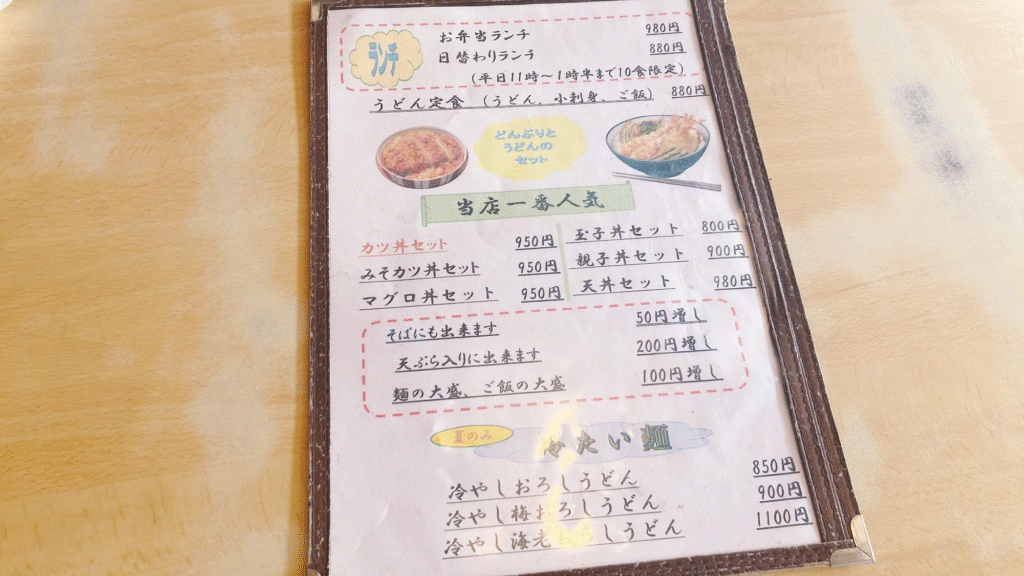 ランチ
お弁当ランチ 980円
日替わりランチ 880円
(平日11時〜1時半まで10食限定)
うどん定食 (うどん、小刺身、ご飯) 880円
どんぶりと
うどんの
セット
当店一番人気
カツ丼セット 950円
みそカツ丼セット 950円
マグロ丼セット 950円
玉子丼セット 800円
親子丼セット 900円
天丼セット 980円
そばにも出来ます 50円増し
天ぷら入りに出来ます 200円増し
麺の大盛、ご飯の大盛 100円増し
夏のみ
冷たい麺
冷やしおろしうどん 850円
冷やし梅おろしうどん 900円
冷やし海老おろしうどん 1100円